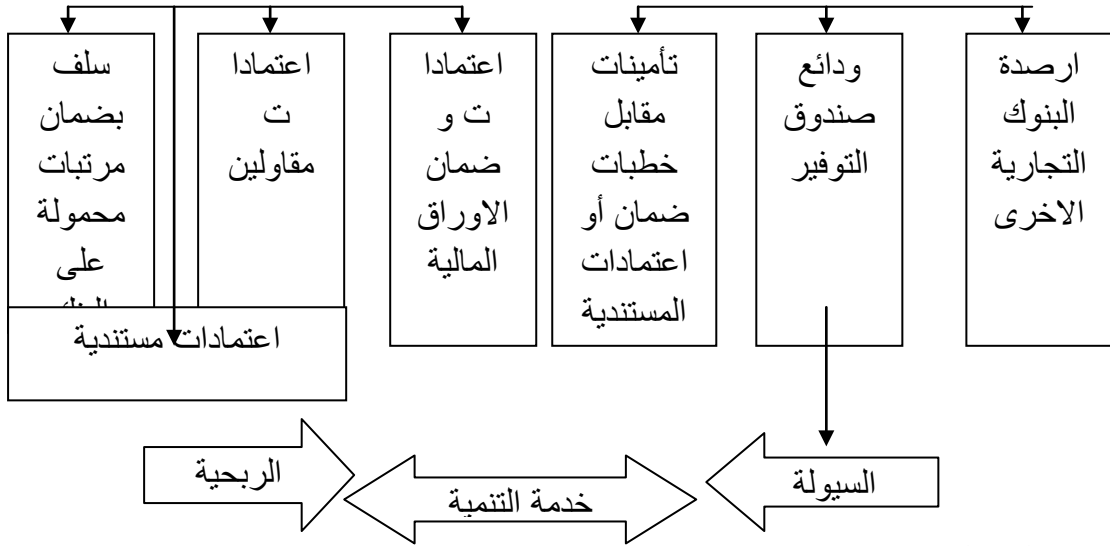 ارصدة
البنوك
التجارية
الاخرى
ودائع
صندوق
التوفير
تأمينات
مقابل
خطبات
ضمان أو
اعتمادات
المستندية
اعتمادا
ت و
ضمان
الاوراق
المالية
اعتمادا
ت
مقاولين
سلف
بضمان
مرتبات
محمولة
على
اعتمادات مستندية
السيولة
خدمة التنمية
الربحية